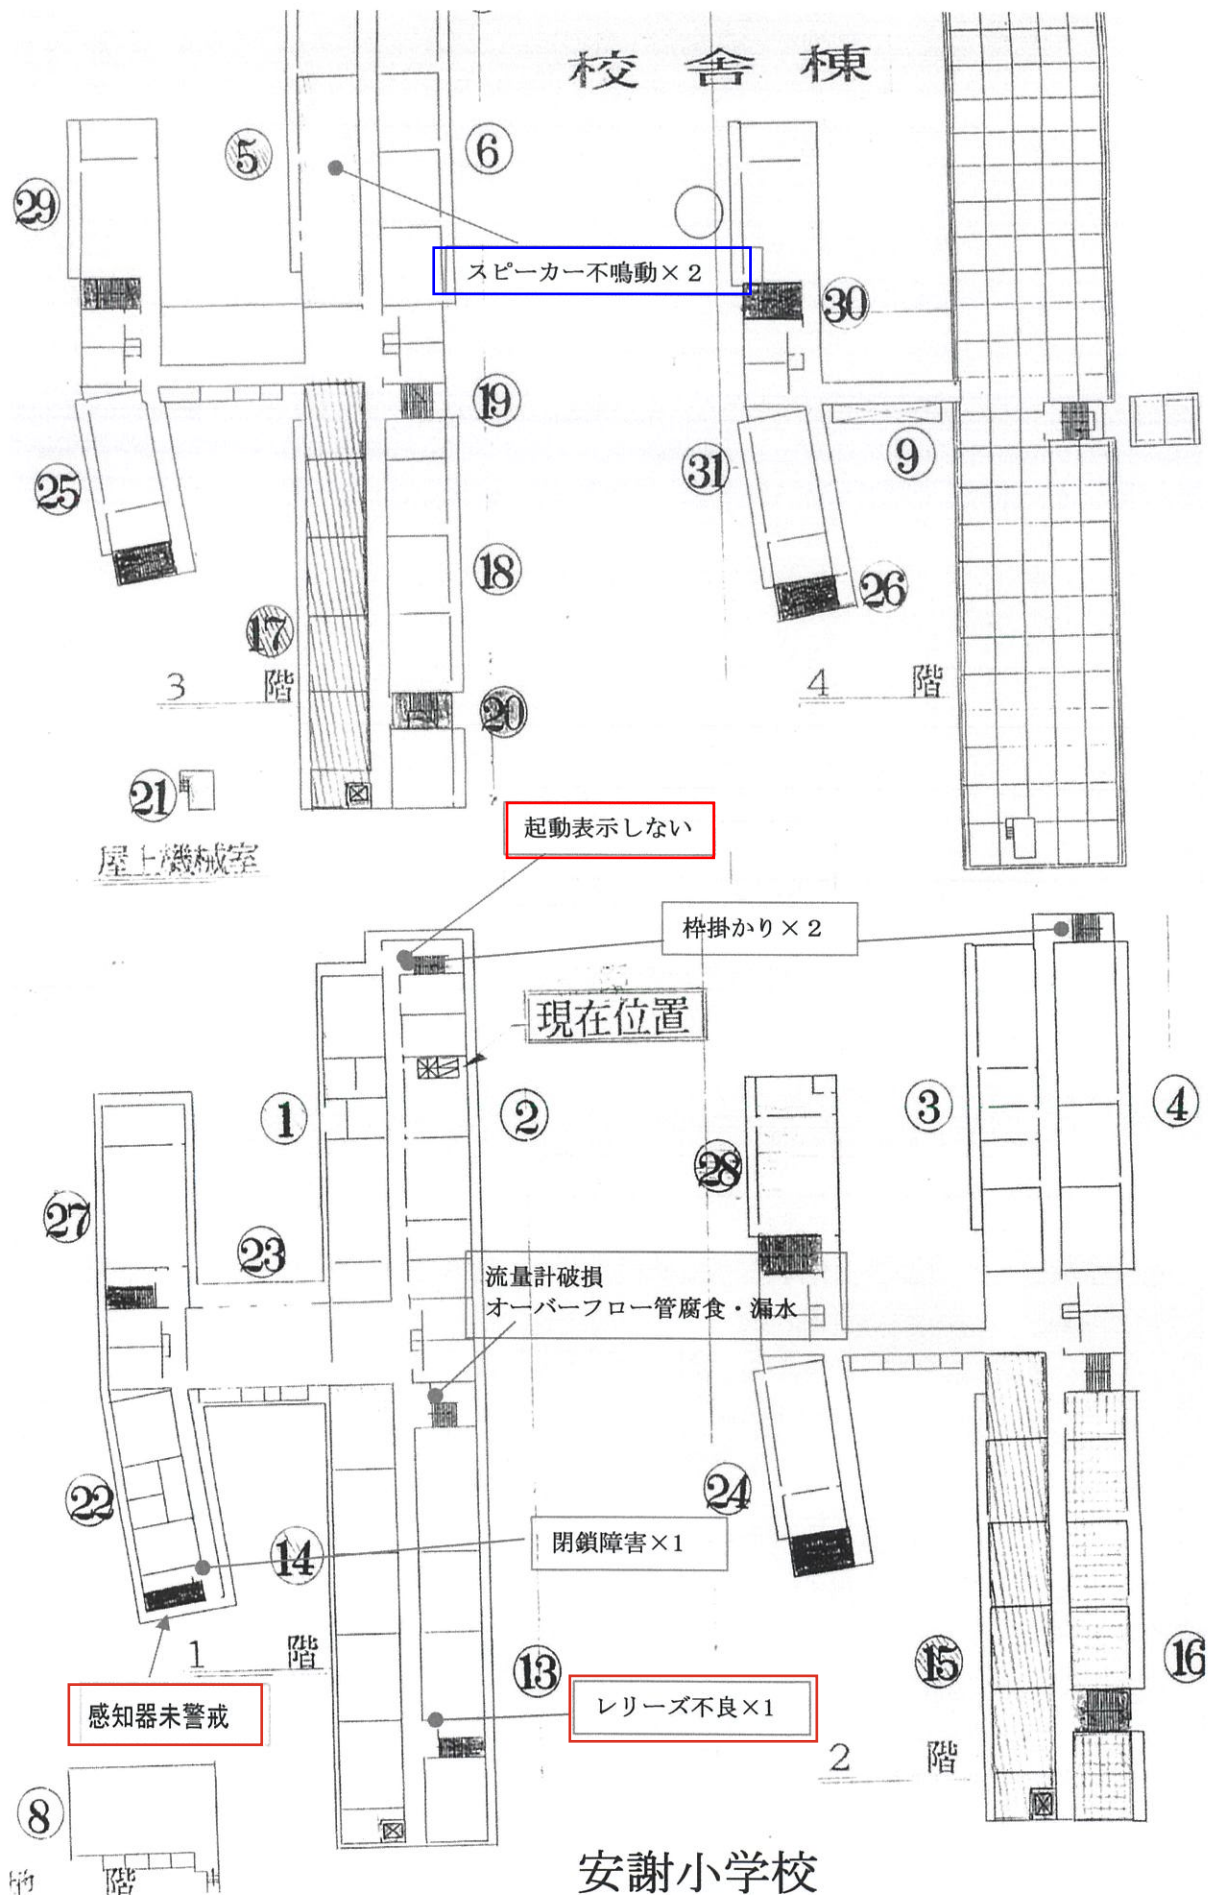 校舎棟
⑤
⑥
㉙
スピーカー不鳴動×2
㉚
⑲
⑨
㉛
㉕
⑱
㉖
⑰
3 階
4 階
⑳
㉑
屋上機械室
起動表示しない
枠掛かり×2
現在位置
①
②
③
④
㉘
㉗
㉓
流量計破損
オーバーフロー管腐食・漏水
㉔
㉒
閉鎖障害×1
⑭
1 階
⑬
⑮
⑯
感知器未警戒
レリーズ不良×1
2 階
⑧
階
安謝小学校